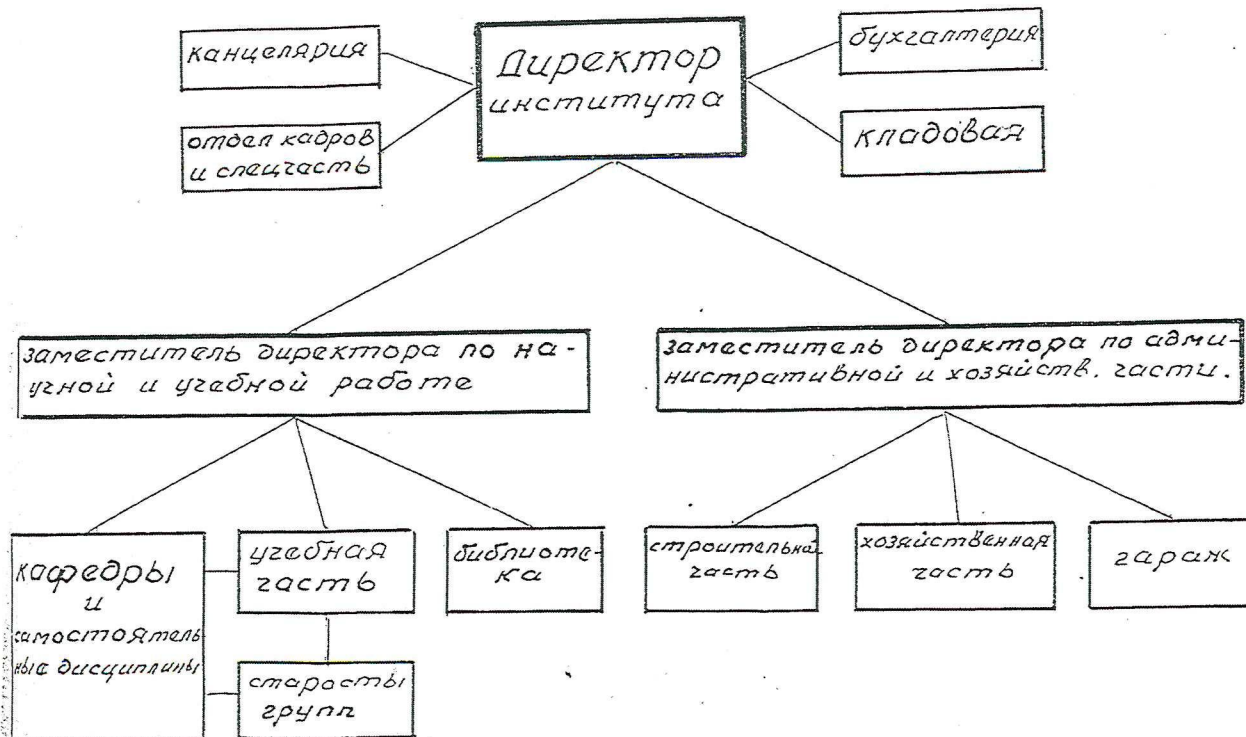 канцелярия
отдел кадров
и спецчасть
Директор
института
бухгалтерия
кладовая
заместитель директора по на-
учной и учебной работе
заместитель директора по адми-
нистративной и хозяйств. части.
кафедры
и
самостоятель
ные дисциплины
учебная
часть
старосты
групп
библиоте-
ка
строительная
часть
хозяйственная
часть
гараж